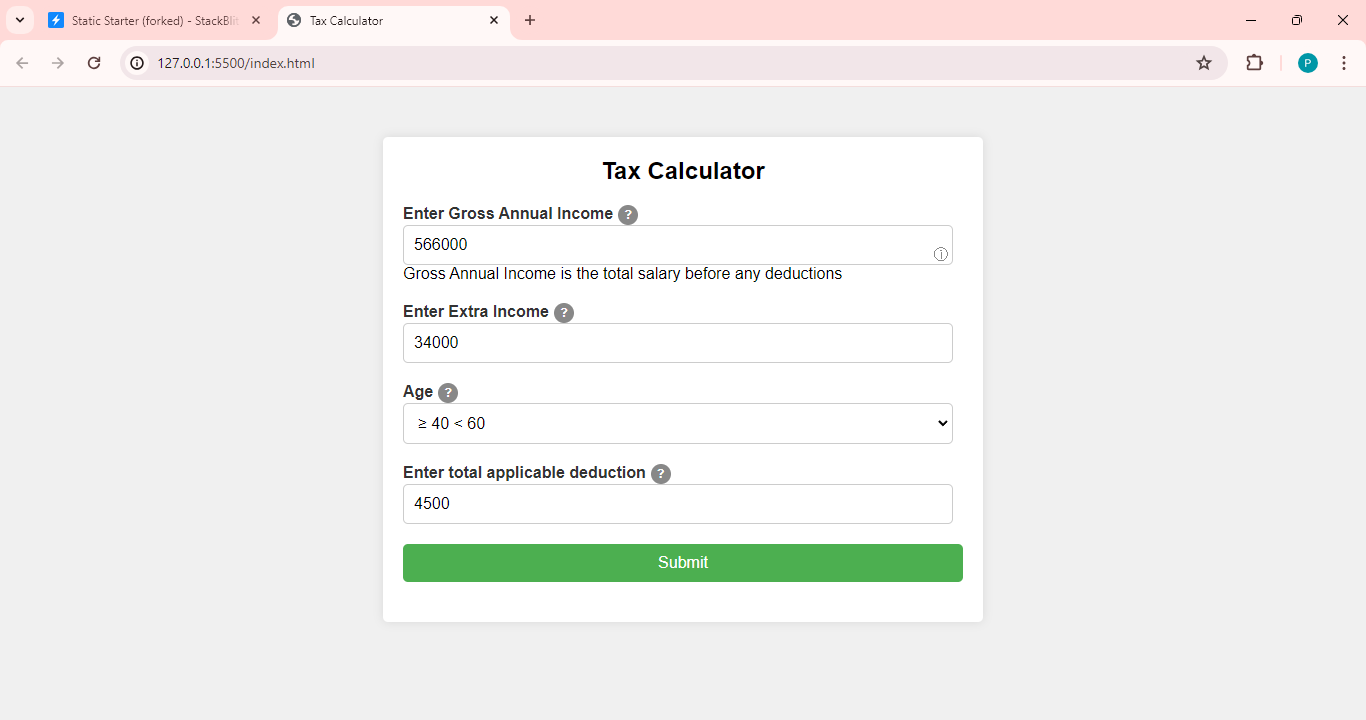 Static Starter (forked) - StackBlit
Tax Calculator
127.0.0.1:5500/index.html
P
Tax Calculator
Enter Gross Annual Income ?
566000
Gross Annual Income is the total salary before any deductions
Enter Extra Income ?
34000
Age ?
≥ 40 < 60
Enter total applicable deduction ?
4500
Submit